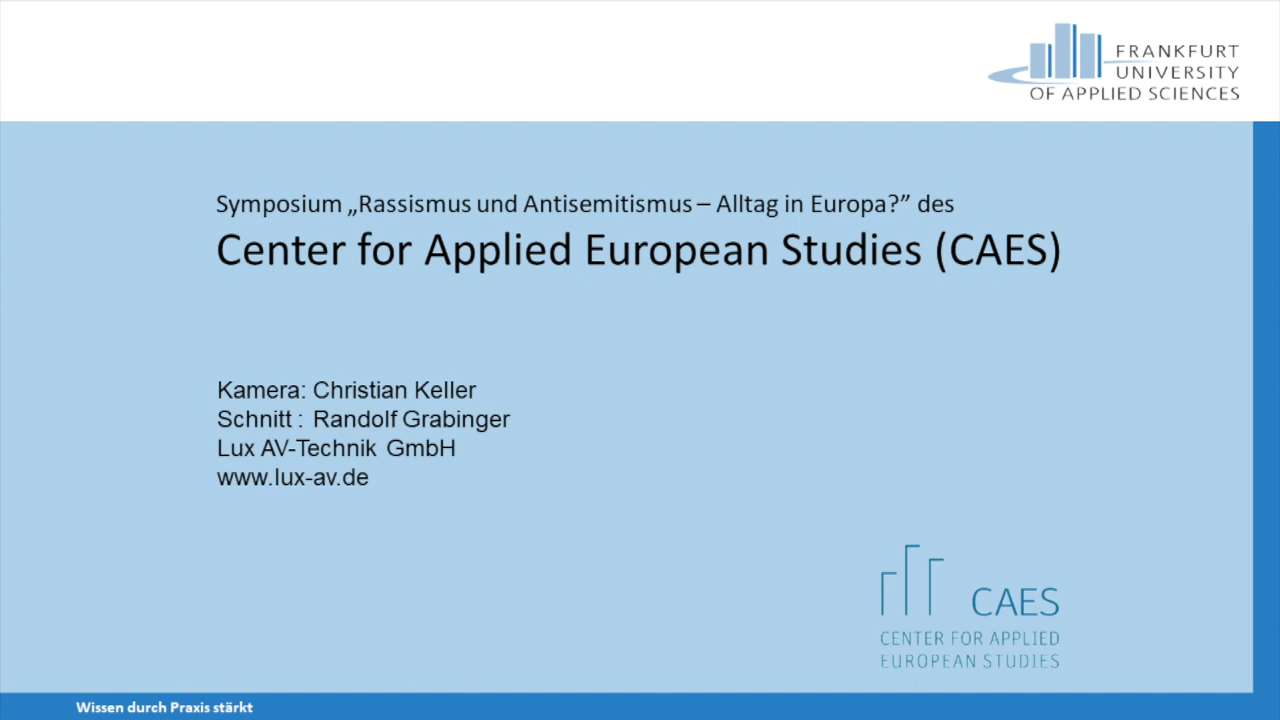 FRANKFURT
UNIVERSITY
OF APPLIED SCIENCES
Symposium „Rassismus und Antisemitismus – Alltag in Europa?” des
Center for Applied European Studies (CAES)
Kamera: Christian Keller
Schnitt : Randolf Grabinger
Lux AV-Technik GmbH
www.lux-av.de
CAES
CENTER FOR APPLIED
EUROPEAN STUDIES
Wissen durch Praxis stärkt